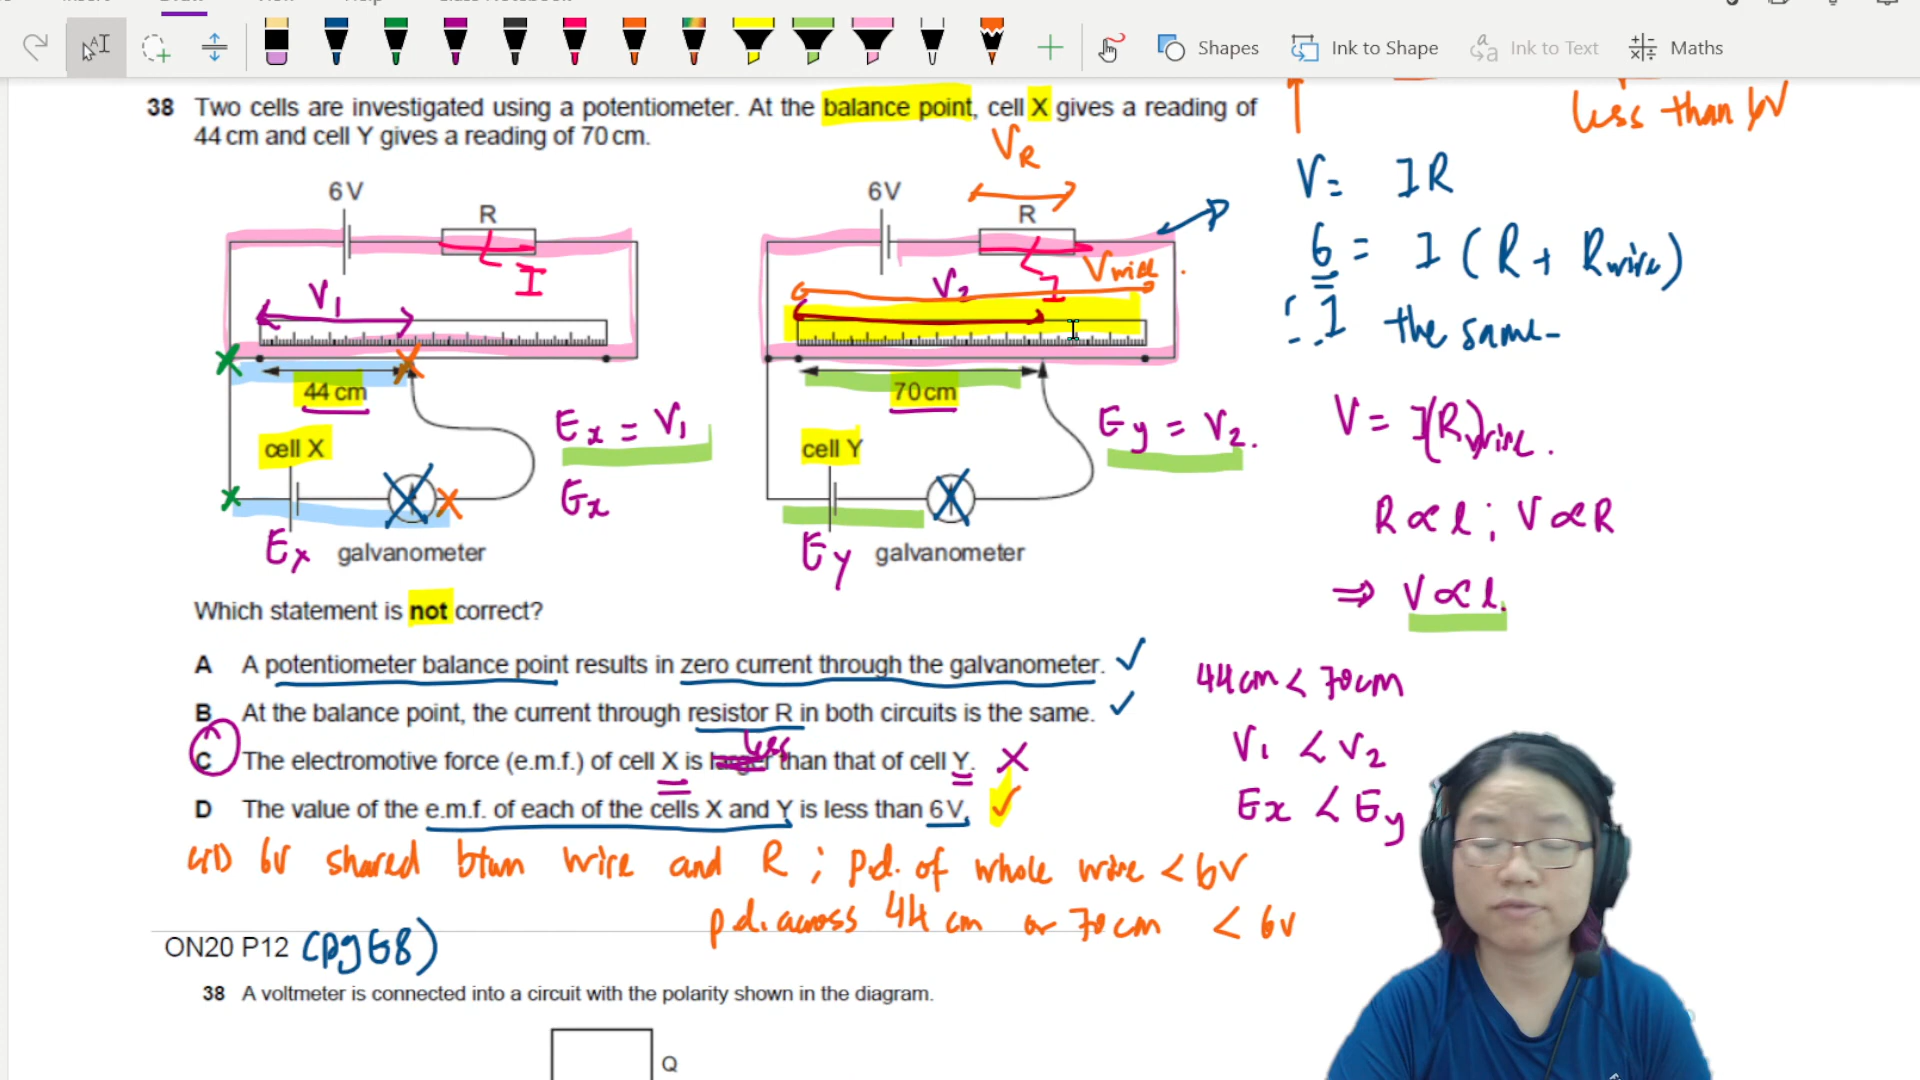 Shapes
Ink to Shape
Ink to Text
Maths
less than 6V
38 Two cells are investigated using a potentiometer. At the balance point, cell X gives a reading of
44 cm and cell Y gives a reading of 70 cm.
VR
6 V
R
I
V1
44 cm
cell X
Ex = V1
Ex
Ex
galvanometer
6 V
R
I
Vwire
V2
70 cm
cell Y
Ey = V2.
Ey
galvanometer
V = IR
6 = I (R + Rwire)
∴ I the same
V = I(R)wire.
R ∝ l ; V ∝ R
⇒ V ∝ l.
Which statement is not correct?
A A potentiometer balance point results in zero current through the galvanometer. ✓
B At the balance point, the current through resistor R in both circuits is the same. ✓
less
C The electromotive force (e.m.f.) of cell X is larger than that of cell Y. X
D The value of the e.m.f. of each of the cells X and Y is less than 6 V. ✓
44cm < 70cm
V1 < V2
Ex < Ey
6V shared btwn wire and R ; p.d. of whole wire < 6V
p.d. across 44 cm or 70 cm < 6V
ON20 P12 (pg 68)
38 A voltmeter is connected into a circuit with the polarity shown in the diagram.
Q